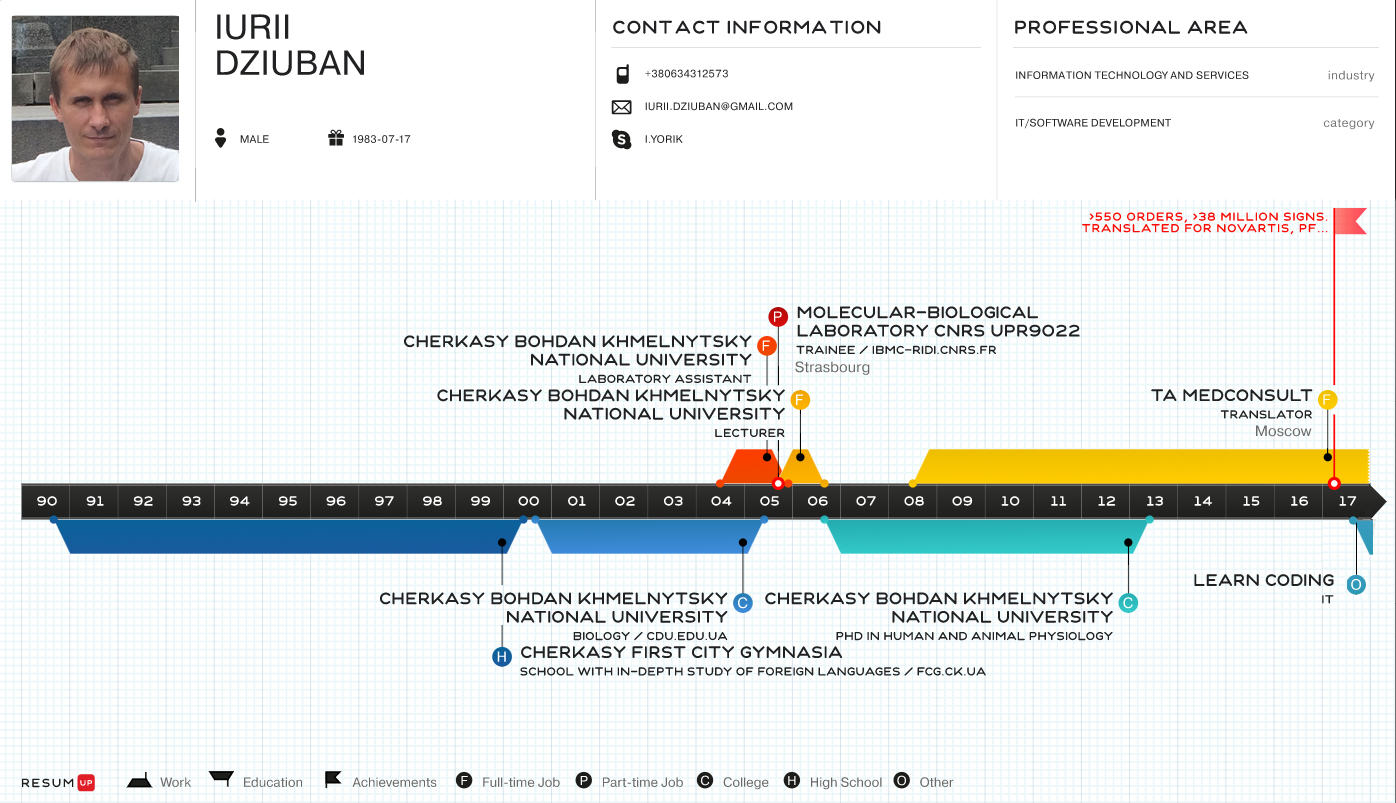 IURII
DZIUBAN
MALE
1983-07-17
CONTACT INFORMATION
+380634312573
IURII.DZIUBAN@GMAIL.COM
I.YORIK
PROFESSIONAL AREA
INFORMATION TECHNOLOGY AND SERVICES industry
IT/SOFTWARE DEVELOPMENT category
>550 ORDERS, >38 MILLION SIGNS.
TRANSLATED FOR NOVARTIS, PF...
P MOLECULAR-BIOLOGICAL
LABORATORY CNRS UPR9022
TRAINEE / IBMC-RIDI.CNRS.FR
Strasbourg
CHERKASY BOHDAN KHMELNYTSKY F
NATIONAL UNIVERSITY
LABORATORY ASSISTANT
CHERKASY BOHDAN KHMELNYTSKY F
NATIONAL UNIVERSITY
LECTURER
TA MEDCONSULT F
TRANSLATOR
Moscow
90 91 92 93 94 95 96 97 98 99 00 01 02 03 04 05 06 07 08 09 10 11 12 13 14 15 16 17
LEARN CODING O
IT
CHERKASY BOHDAN KHMELNYTSKY C
NATIONAL UNIVERSITY
BIOLOGY / CDU.EDU.UA
CHERKASY BOHDAN KHMELNYTSKY C
NATIONAL UNIVERSITY
PHD IN HUMAN AND ANIMAL PHYSIOLOGY
H CHERKASY FIRST CITY GYMNASIA
SCHOOL WITH IN-DEPTH STUDY OF FOREIGN LANGUAGES / FCG.CK.UA
RESUM UP Work Education Achievements F Full-time Job P Part-time Job C College H High School O Other